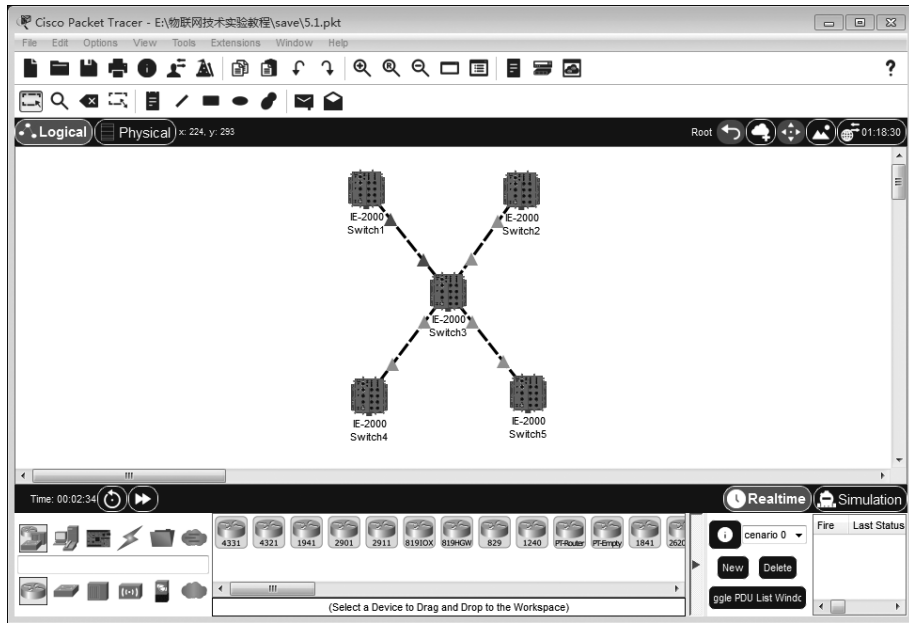 Cisco Packet Tracer - E:\物联网技术实验教程\save\5.1.pkt
File Edit Options View Tools Extensions Window Help
Logical Physical x: 224, y: 293 Root 01:18:30
IE-2000
Switch1
IE-2000
Switch2
IE-2000
Switch3
IE-2000
Switch4
IE-2000
Switch5
Time: 00:02:34 Realtime Simulation
4331 4321 1941 2901 2911 819IOX 819HGW 829 1240 PT-Router PT-Empty 1841 2620
cenario 0
Fire Last Status
New Delete
ggle PDU List Windc
(Select a Device to Drag and Drop to the Workspace)